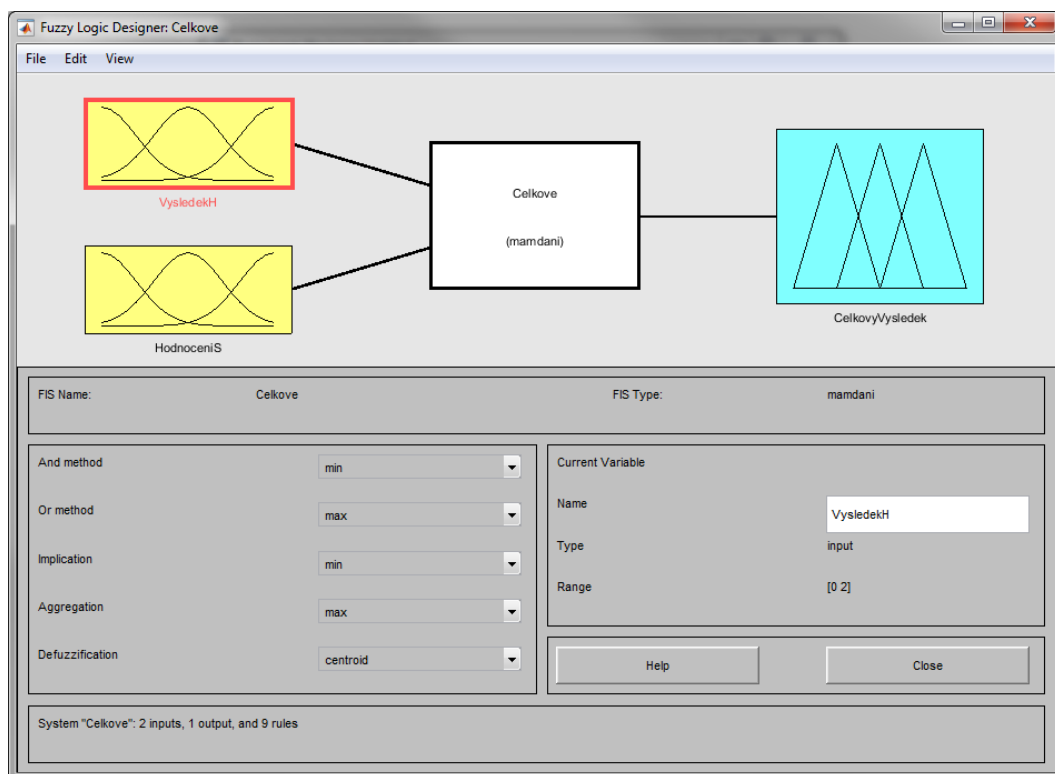 Fuzzy Logic Designer: Celkove
File Edit View
VysledekH
Celkove
(mamdani)
HodnoceniS
CelkovyVysledek
FIS Name: Celkove FIS Type: mamdani
And method min
Or method max
Implication min
Aggregation max
Defuzzification centroid
Current Variable
Name VysledekH
Type input
Range [0 2]
Help Close
System "Celkove": 2 inputs, 1 output, and 9 rules